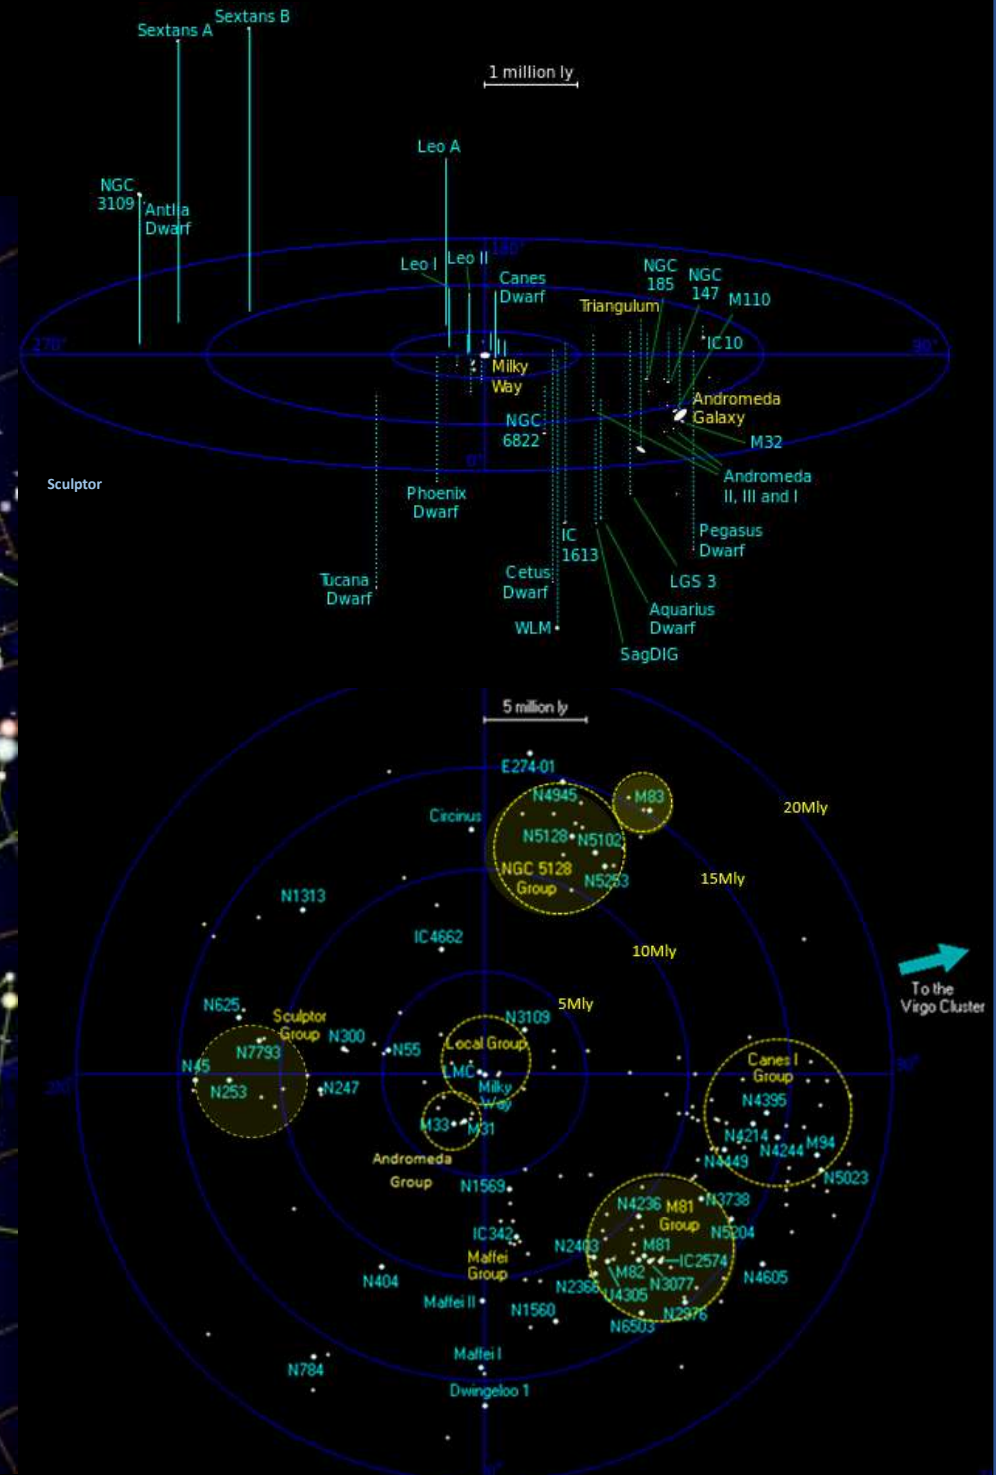 Sextans B
Sextans A
1 million ly
Leo A
NGC
3109
Antlia
Dwarf
180°
Leo I
Leo II
Canes
Dwarf
NGC
185
NGC
147
M110
Triangulum
270°
90°
IC10
Milky
Way
Andromeda
Galaxy
NGC
6822
M32
0°
Sculptor
Andromeda
II, III and I
Phoenix
Dwarf
IC
1613
Pegasus
Dwarf
Tucana
Dwarf
Cetus
Dwarf
LGS 3
Aquarius
Dwarf
WLM
SagDIG
5 million ly
E274-01
N4945
M83
20Mly
Circinus
N5128
N5102
NGC 5128
Group
N5253
15Mly
N1313
IC4662
10Mly
To the
Virgo Cluster
N625
Sculptor
Group
N300
N7793
N55
5Mly
N3109
Local Group
N45
N253
N247
LMC
Milky
Way
90°
Canes I
Group
N4395
M33
M31
N4214
N4244
M94
Andromeda
Group
N4449
N5023
N1569
N4236
M81
Group
N3738
N5204
IC342
N2403
M81
IC2574
Maffei
Group
M82
N3077
N404
N2366
U4305
N2976
N4605
Maffei II
N1560
N6503
N784
Maffei I
Dwingeloo 1